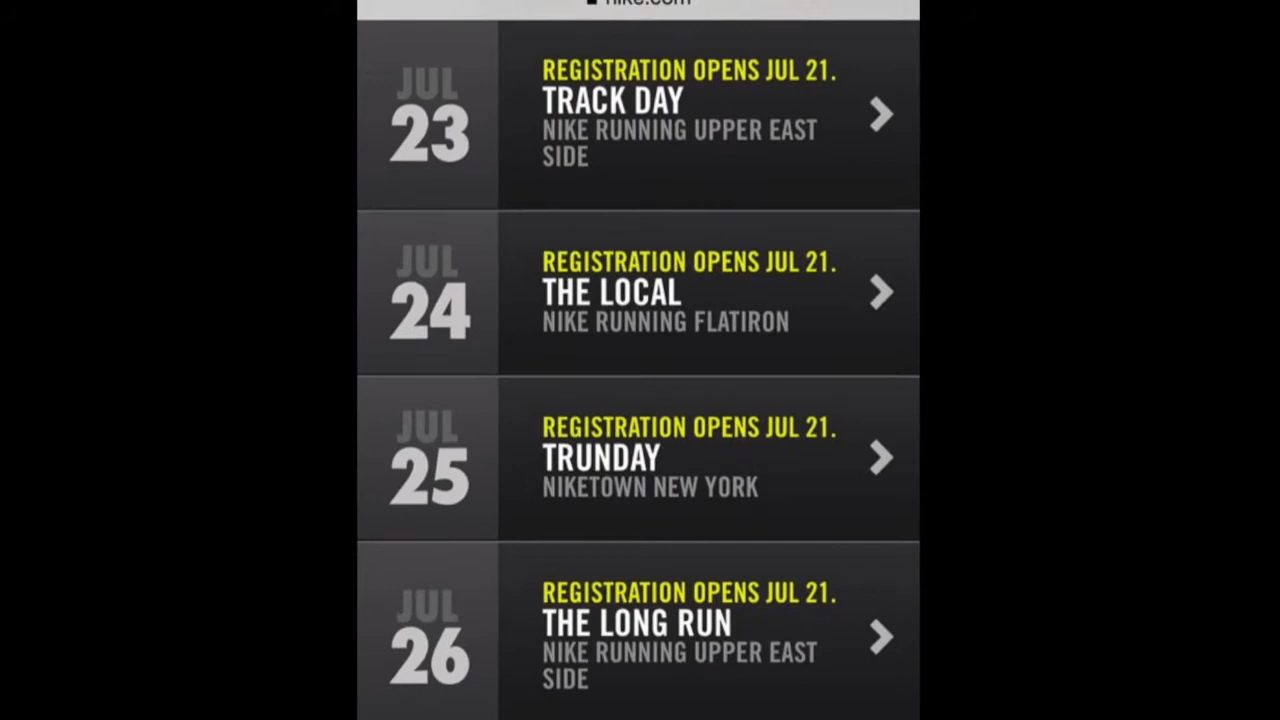 nike.com
JUL
23
REGISTRATION OPENS JUL 21.
TRACK DAY
NIKE RUNNING UPPER EAST
SIDE
JUL
24
REGISTRATION OPENS JUL 21.
THE LOCAL
NIKE RUNNING FLATIRON
JUL
25
REGISTRATION OPENS JUL 21.
TRUNDAY
NIKETOWN NEW YORK
JUL
26
REGISTRATION OPENS JUL 21.
THE LONG RUN
NIKE RUNNING UPPER EAST
SIDE